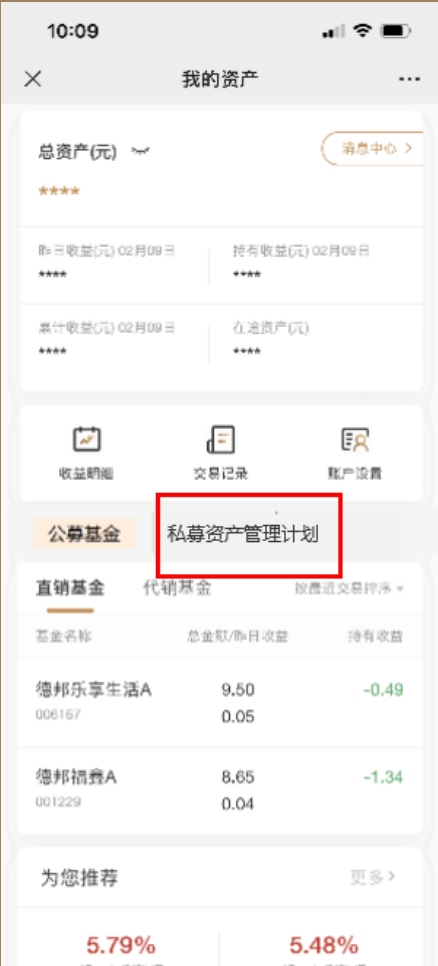 10:09
我的资产
总资产(元)
消息中心 >
****
昨日收益(元) 02月09日
持有收益(元) 02月09日
****
****
累计收益(元) 02月09日
在途资产(元)
****
****
收益明细
交易记录
账户设置
公募基金
私募资产管理计划
直销基金
代销基金
按最近交易排序
基金名称
总金额/昨日收益
持有收益
德邦乐享生活A
9.50
-0.49
006167
0.05
德邦福鑫A
8.65
-1.34
001229
0.04
为您推荐
更多 >
5.79%
5.48%